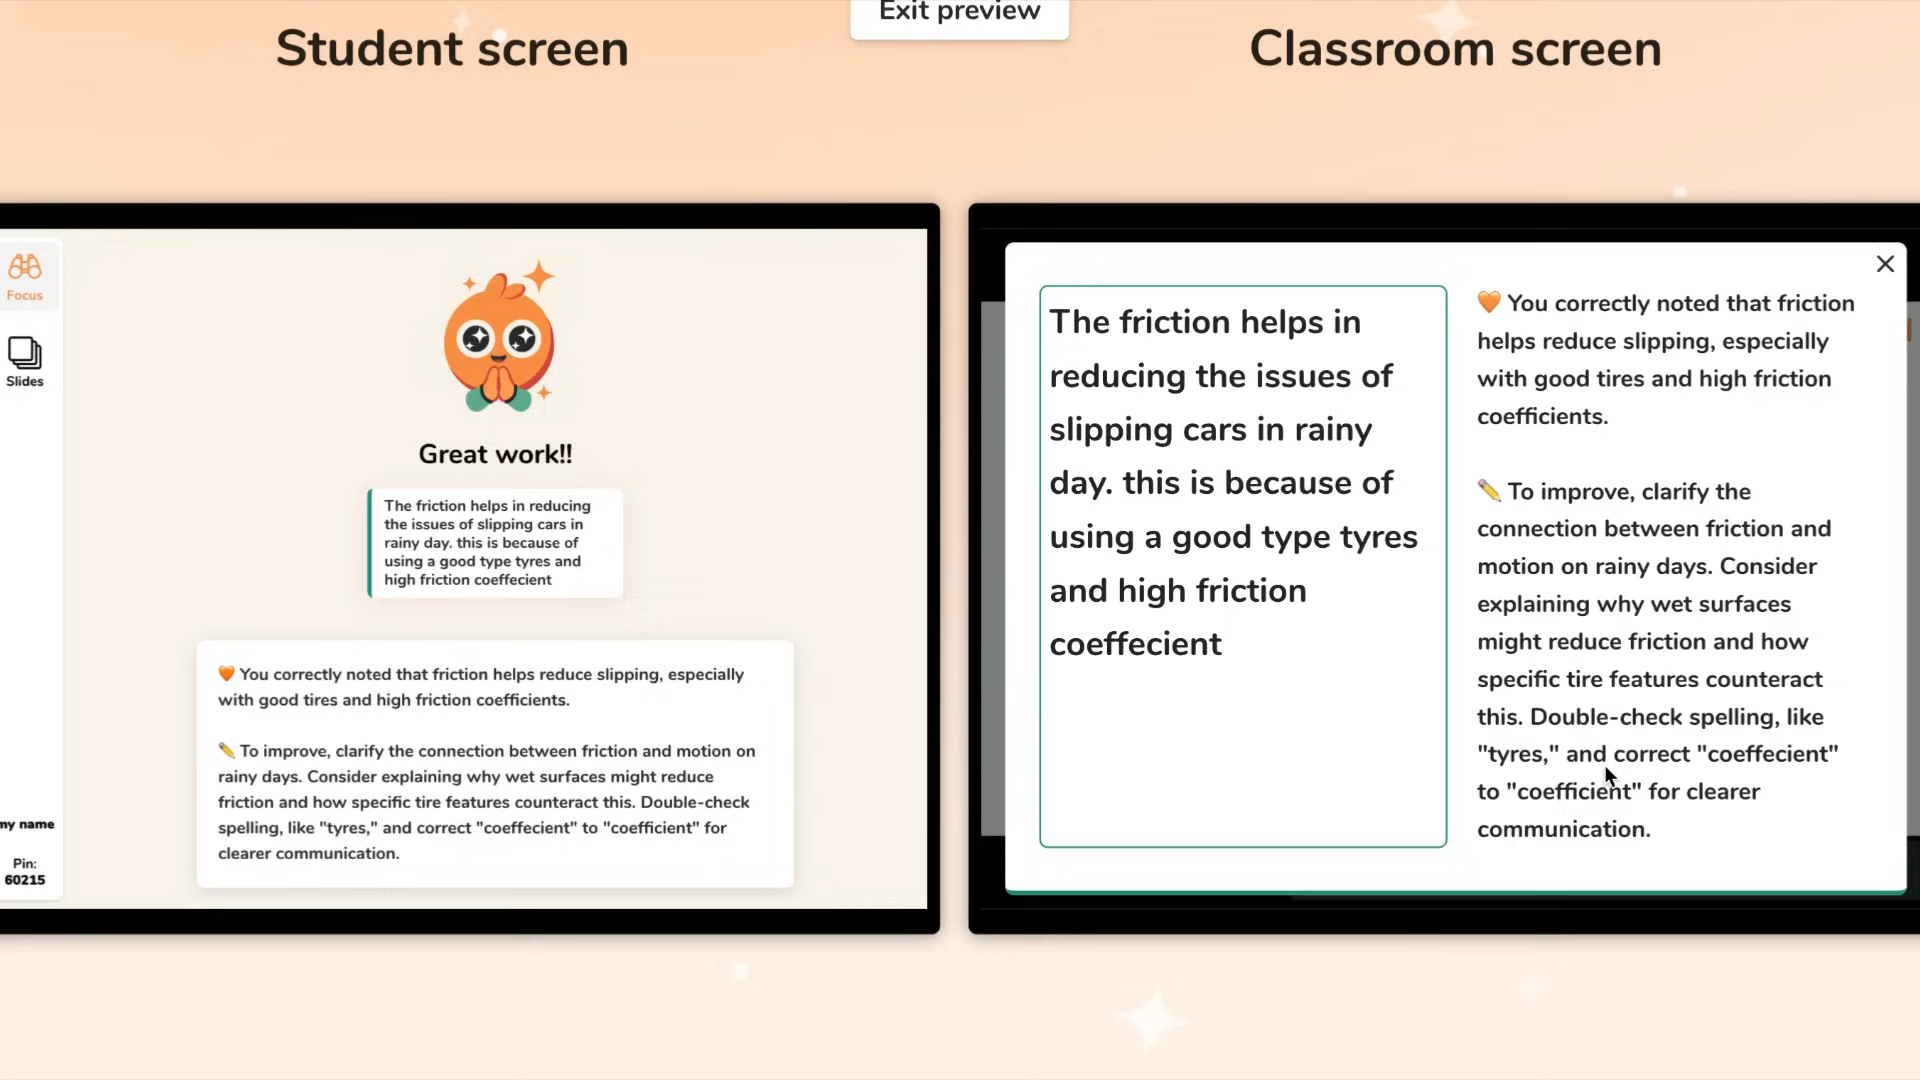 Exit preview
Student screen
Classroom screen
Focus
Slides
my name
Pin:
60215
Great work!!
The friction helps in reducing
the issues of slipping cars in
rainy day. this is because of
using a good type tyres and
high friction coeffecient
🧡 You correctly noted that friction helps reduce slipping, especially
with good tires and high friction coefficients.
✏️ To improve, clarify the connection between friction and motion on
rainy days. Consider explaining why wet surfaces might reduce
friction and how specific tire features counteract this. Double-check
spelling, like "tyres," and correct "coeffecient" to "coefficient" for
clearer communication.
The friction helps in
reducing the issues of
slipping cars in rainy
day. this is because of
using a good type tyres
and high friction
coeffecient
🧡 You correctly noted that friction
helps reduce slipping, especially
with good tires and high friction
coefficients.
✏️ To improve, clarify the
connection between friction and
motion on rainy days. Consider
explaining why wet surfaces
might reduce friction and how
specific tire features counteract
this. Double-check spelling, like
"tyres," and correct "coeffecient"
to "coefficient" for clearer
communication.